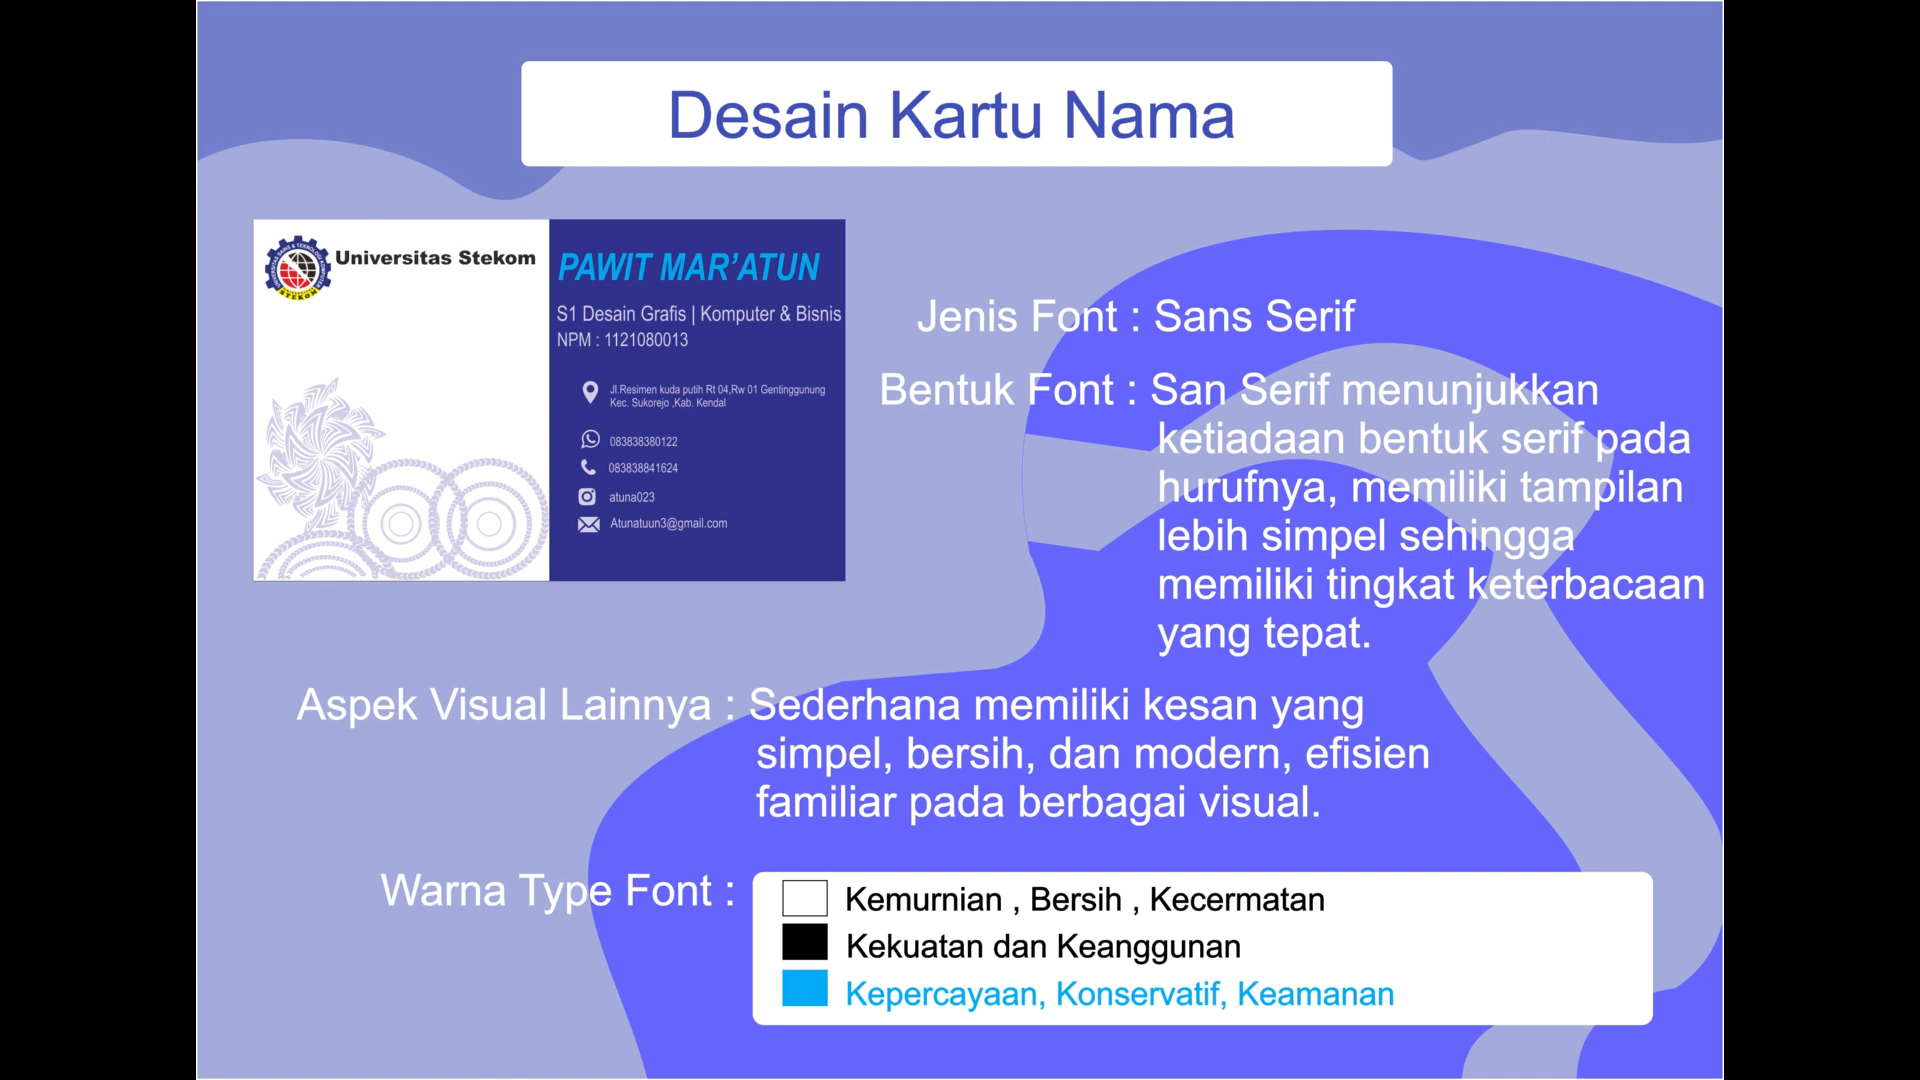 Desain Kartu Nama
Universitas Stekom
STEKOM
PAWIT MAR’ATUN
S1 Desain Grafis | Komputer & Bisnis
NPM : 1121080013
Jl.Resimen kuda putih Rt 04,Rw 01 Gentinggunung
Kec. Sukorejo ,Kab. Kendal
083838380122
083838841624
atuna023
Atunatuun3@gmail.com
Jenis Font : Sans Serif
Bentuk Font : San Serif menunjukkan
ketiadaan bentuk serif pada
hurufnya, memiliki tampilan
lebih simpel sehingga
memiliki tingkat keterbacaan
yang tepat.
Aspek Visual Lainnya : Sederhana memiliki kesan yang
simpel, bersih, dan modern, efisien
familiar pada berbagai visual.
Warna Type Font :
Kemurnian , Bersih , Kecermatan
Kekuatan dan Keanggunan
Kepercayaan, Konservatif, Keamanan